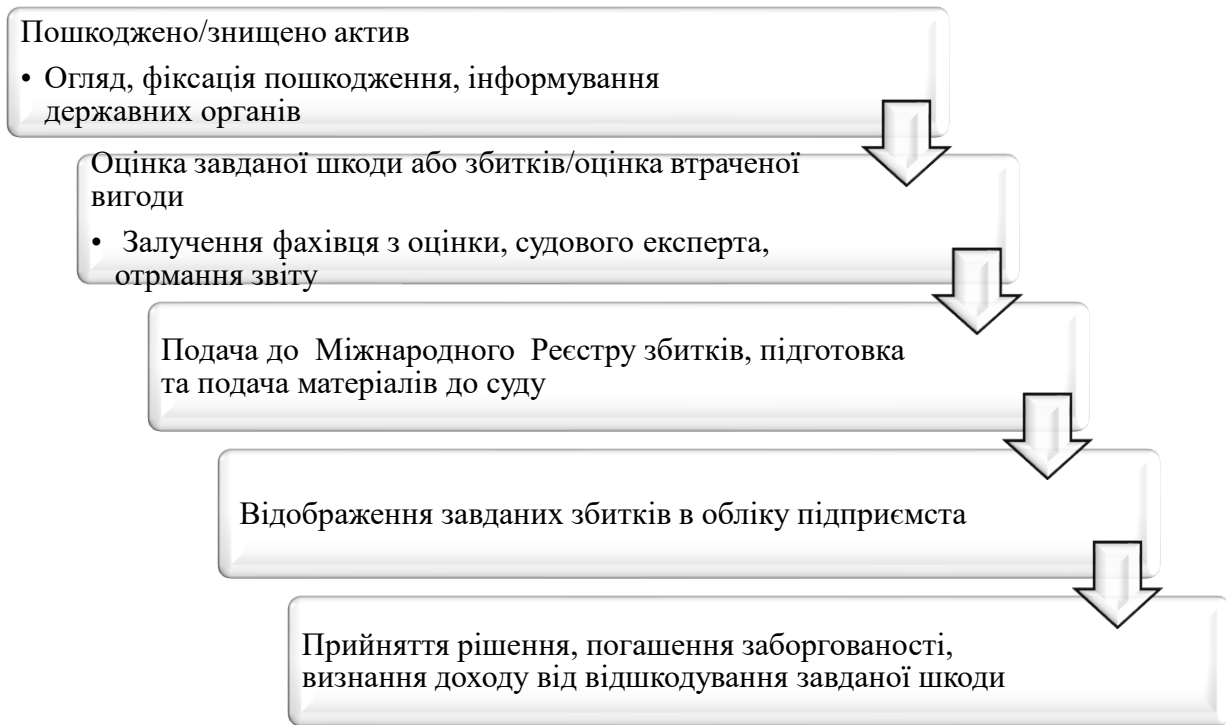 Пошкоджено/знищено актив
• Огляд, фіксація пошкодження, інформування
державних органів
Оцінка завданої шкоди або збитків/оцінка втраченої
вигоди
• Залучення фахівця з оцінки, судового експерта,
отрмання звіту
Подача до Міжнародного Реєстру збитків, підготовка
та подача матеріалів до суду
Відображення завданих збитків в обліку підприємста
Прийняття рішення, погашення заборгованості,
визнання доходу від відшкодування завданої шкоди